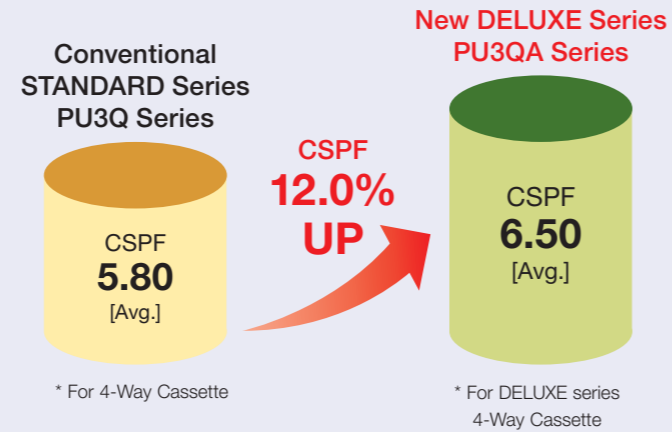 Conventional
STANDARD Series
PU3Q Series
CSPF
5.80
[Avg.]
* For 4-Way Cassette
CSPF
12.0%
UP
New DELUXE Series
PU3QA Series
CSPF
6.50
[Avg.]
* For DELUXE series
4-Way Cassette